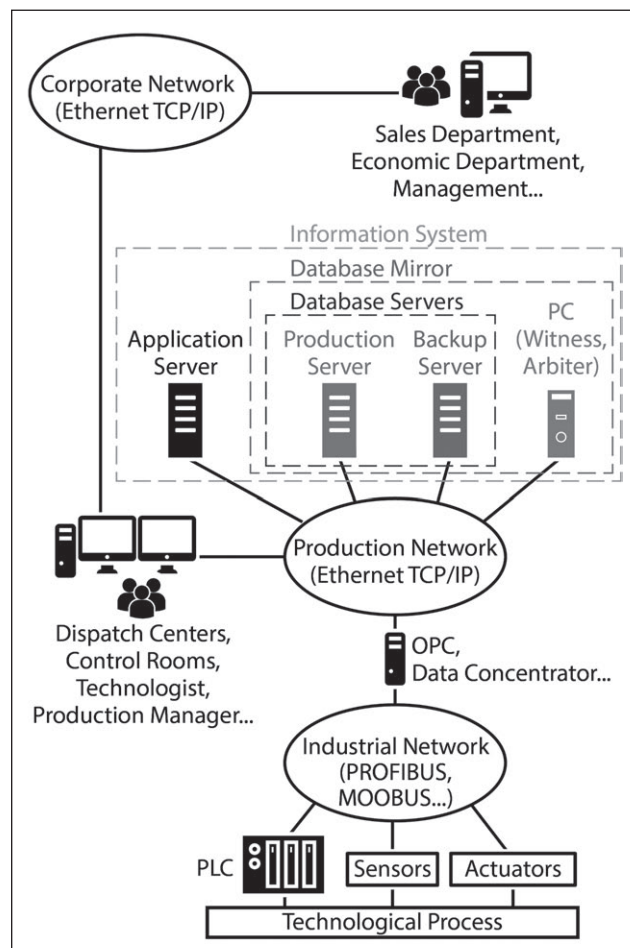 Corporate Network
(Ethernet TCP/IP)
Sales Department,
Economic Department,
Management...
Information System
Database Mirror
Database Servers
Application
Server
Production
Server
Backup
Server
PC
(Witness,
Arbiter)
Production Network
(Ethernet TCP/IP)
Dispatch Centers,
Control Rooms,
Technologist,
Production Manager...
OPC,
Data Concentrator...
Industrial Network
(PROFIBUS,
MOOBUS...)
PLC
Sensors
Actuators
Technological Process